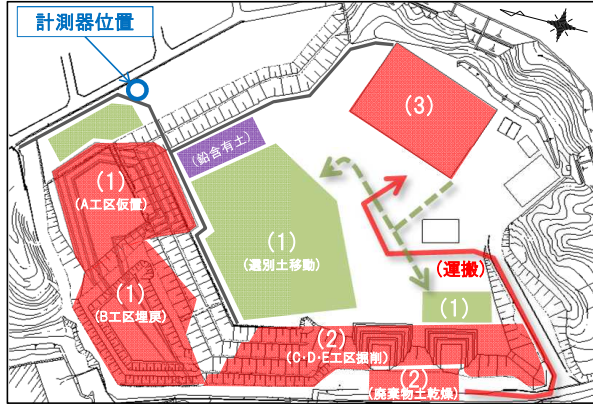 計測器位置
(3)
(鉛含有土)
(1)
(A工区仮置)
(1)
(選別土移動)
(運搬)
(1)
(B工区埋戻)
(1)
(2)
(C・D・E工区掘削)
(2)
(廃棄物土乾燥)